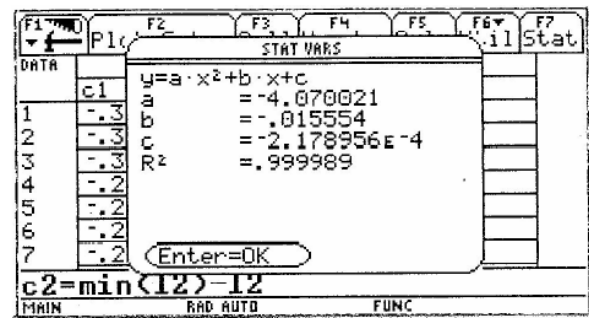 F1 F2 F3 F4 F5 F6 F7
Stat
STAT VARS
DATA
c1
y=a·x²+b·x+c
a =-4.070021
b =-.015554
c =-2.178956E-4
R² =.999989
1 -.3
2 -.3
3 -.3
4 -.2
5 -.2
6 -.2
7 -.2
Enter=OK
c2=min(12)-12
MAIN RAD AUTO FUNC